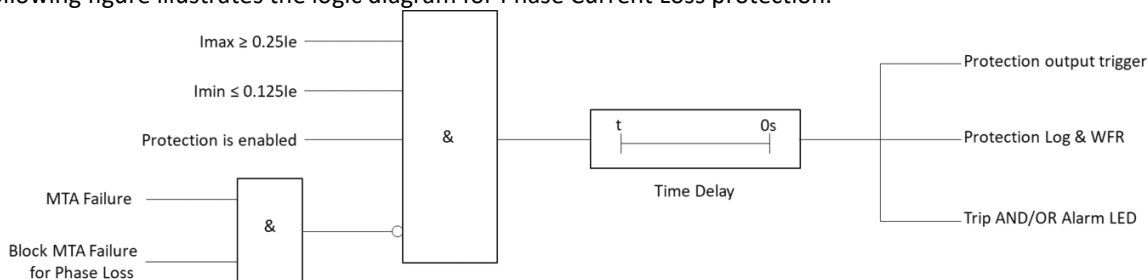 ollowing figure illustrates the logic diagram for Phase Current Loss protection.
Imax ≥ 0.25Ie
Imin ≤ 0.125Ie
Protection is enabled
MTA Failure
Block MTA Failure
for Phase Loss
&
&
t 0s
Time Delay
Protection output trigger
Protection Log & WFR
Trip AND/OR Alarm LED